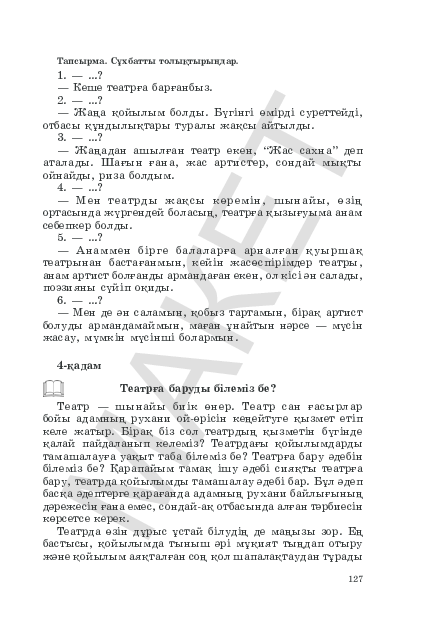 Тапсырма. Сұхбатты толықтырыңдар.
1. — ...?
— Кеше театрға барғанбыз.
2. — ...?
— Жаңа қойылым болды. Бүгінгі өмірді суреттейді,
отбасы құндылықтары туралы жақсы айтылды.
3. — ...?
— Жаңадан ашылған театр екен, “Жас сахна” деп
аталады. Шағын ғана, жас артистер, сондай мықты
ойнайды, риза болдым.
4. — ...?
— Мен театрды жақсы көремін, шынайы, өзің
ортасында жүргендей боласың, театрға қызығуыма анам
себепкер болды.
5. — ...?
— Анаммен бірге балаларға арналған қуыршақ
театрынан бастағанмын, кейін жасөспірімдер театры,
анам артист болғанды армандаған екен, ол кісі ән салады,
поэзияны сүйіп оқиды.
6. — ...?
— Мен де ән саламын, қобыз тартамын, бірақ артист
болуды армандамаймын, маған ұнайтын нәрсе — мүсін
жасау, мүмкін мүсінші болармын.
4-қадам
Театрға баруды білеміз бе?
Театр — шынайы биік өнер. Театр сан ғасырлар
бойы адамның рухани ой-өрісін кеңейтуге қызмет етіп
келе жатыр. Бірақ біз сол театрдың қызметін бүгінде
қалай пайдаланып келеміз? Театрдағы қойылымдарды
тамашалауға уақыт таба білеміз бе? Театрға бару әдебін
білеміз бе? Қарапайым тамақ ішу әдебі сияқты театрға
бару, театрда қойылымды тамашалау әдебі бар. Бұл әдеп
басқа әдептерге қарағанда адамның рухани байлығының
дәрежесін ғана емес, сондай-ақ отбасында алған тәрбиесін
көрсетсе керек.
Театрда өзін дұрыс ұстай білудің де маңызы зор. Ең
бастысы, қойылымда тыныш әрі мұқият тыңдап отыру
және қойылым аяқталған соң қол шапалақтаудан тұрады
127
МАКЕТ